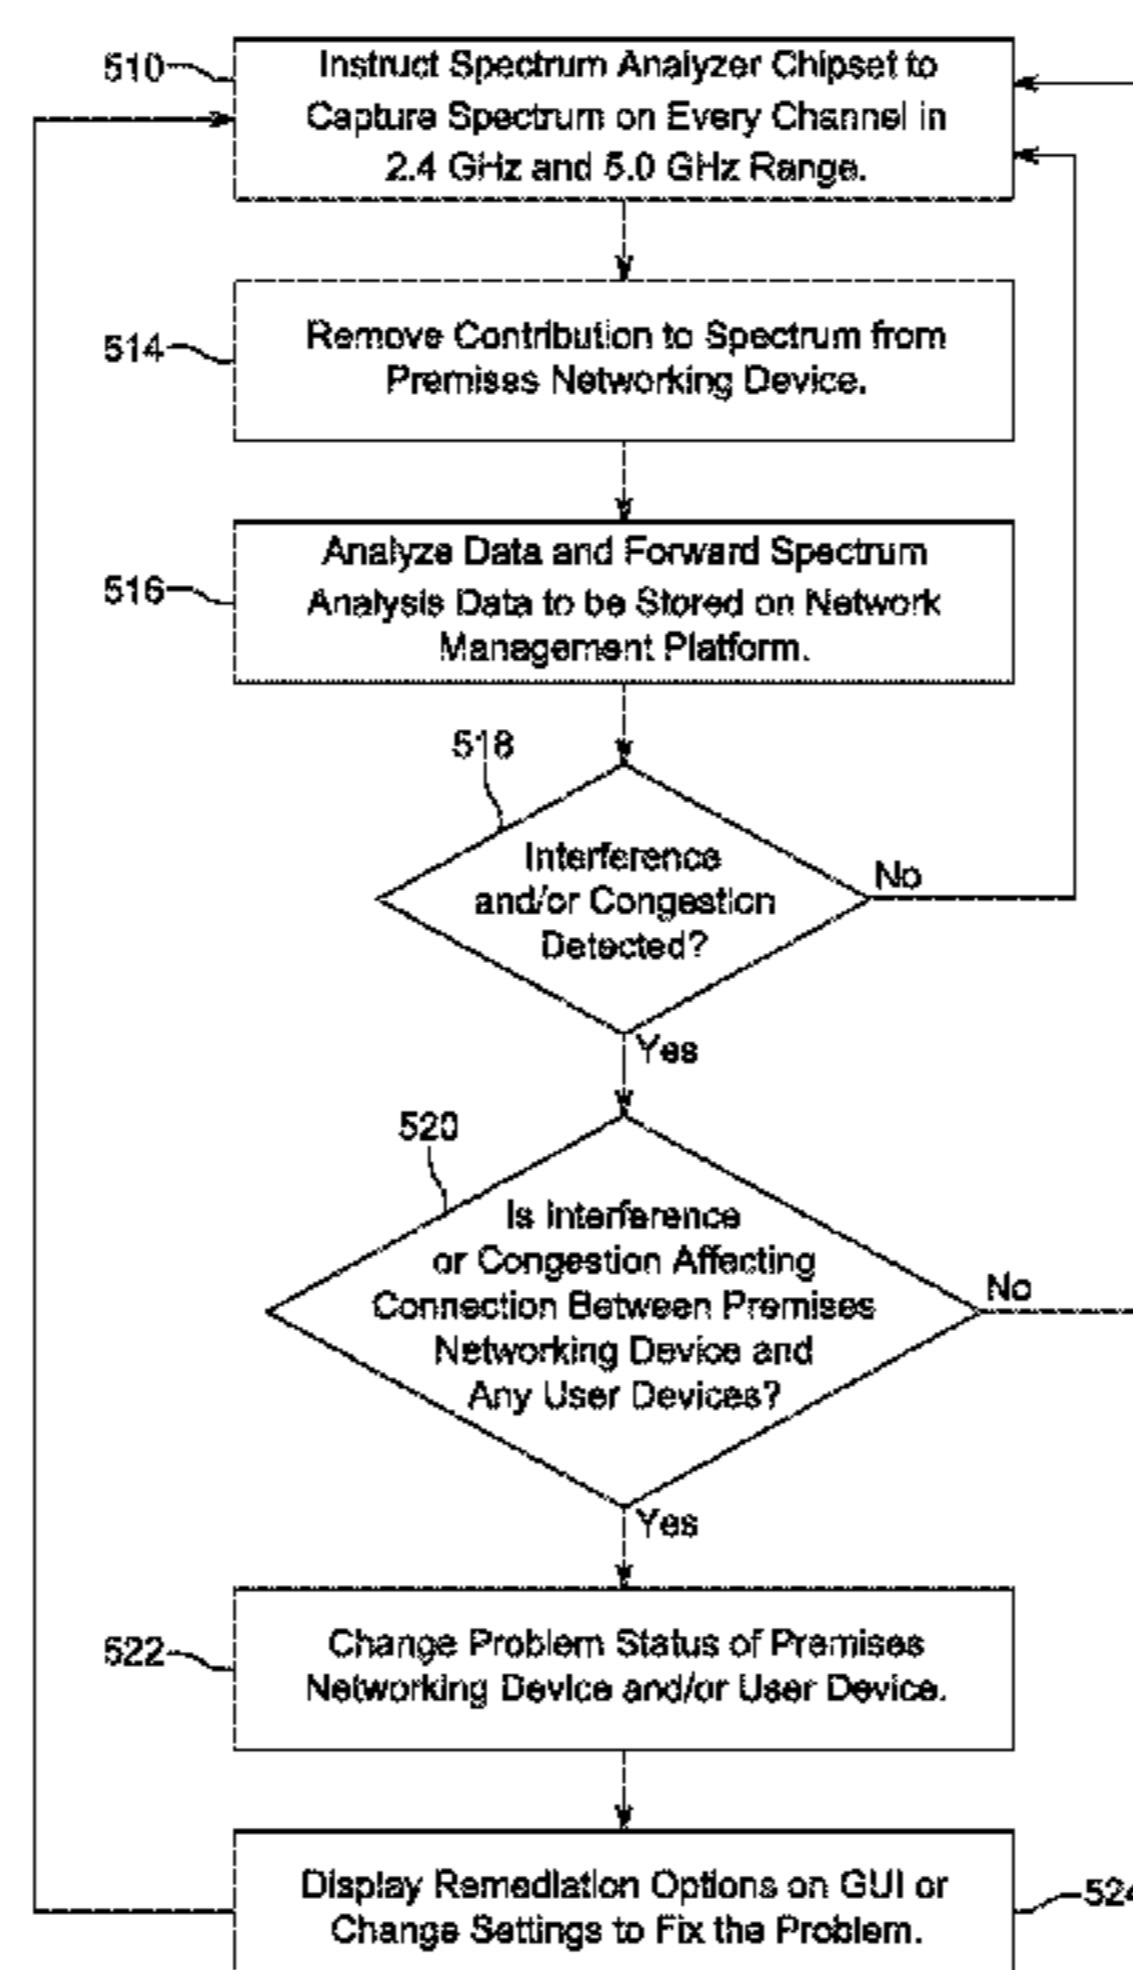 510
Instruct Spectrum Analyzer Chipset to
Capture Spectrum on Every Channel in
2.4 GHz and 5.0 GHz Range.
514
Remove Contribution to Spectrum from
Premises Networking Device.
516
Analyze Data and Forward Spectrum
Analysis Data to be Stored on Network
Management Platform.
518
Interference
and/or Congestion
Detected?
No
Yes
520
Is Interference
or Congestion Affecting
Connection Between Premises
Networking Device and
Any User Devices?
No
Yes
522
Change Problem Status of Premises
Networking Device and/or User Device.
Display Remediation Options on GUI or
Change Settings to Fix the Problem.
524